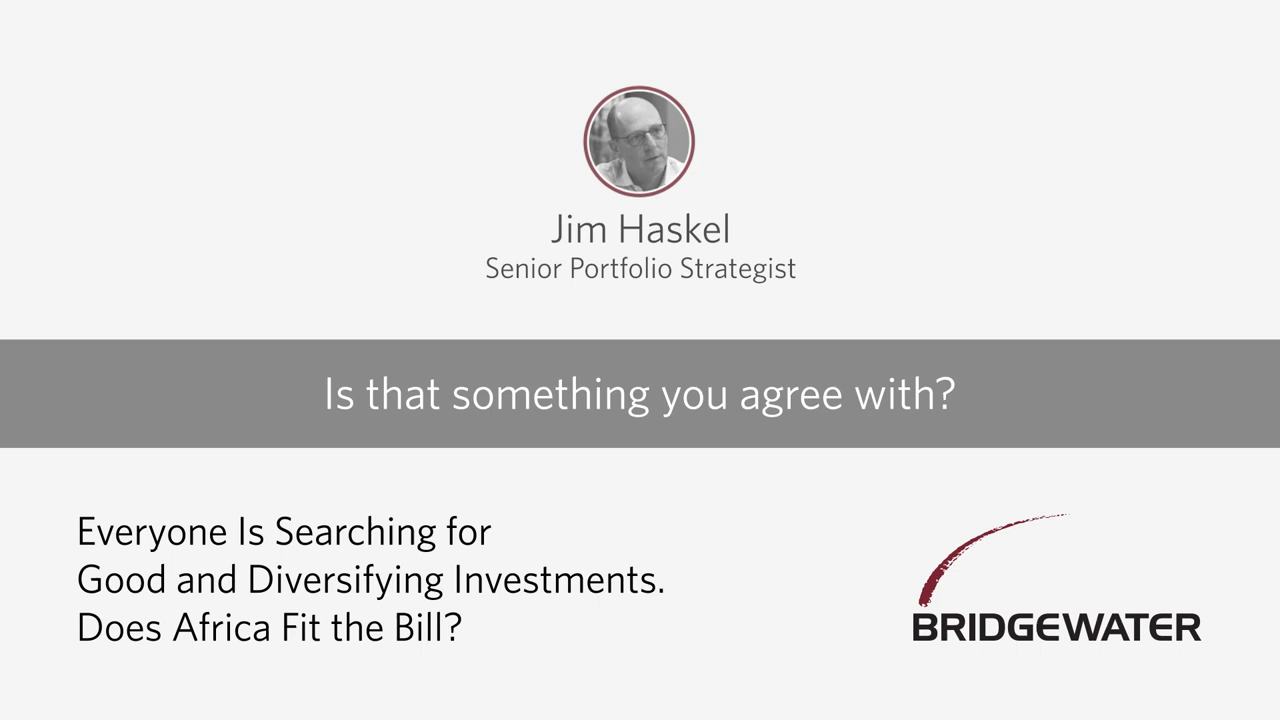 Jim Haskel
Senior Portfolio Strategist
Is that something you agree with?
Everyone Is Searching for
Good and Diversifying Investments.
Does Africa Fit the Bill?
BRIDGEWATER